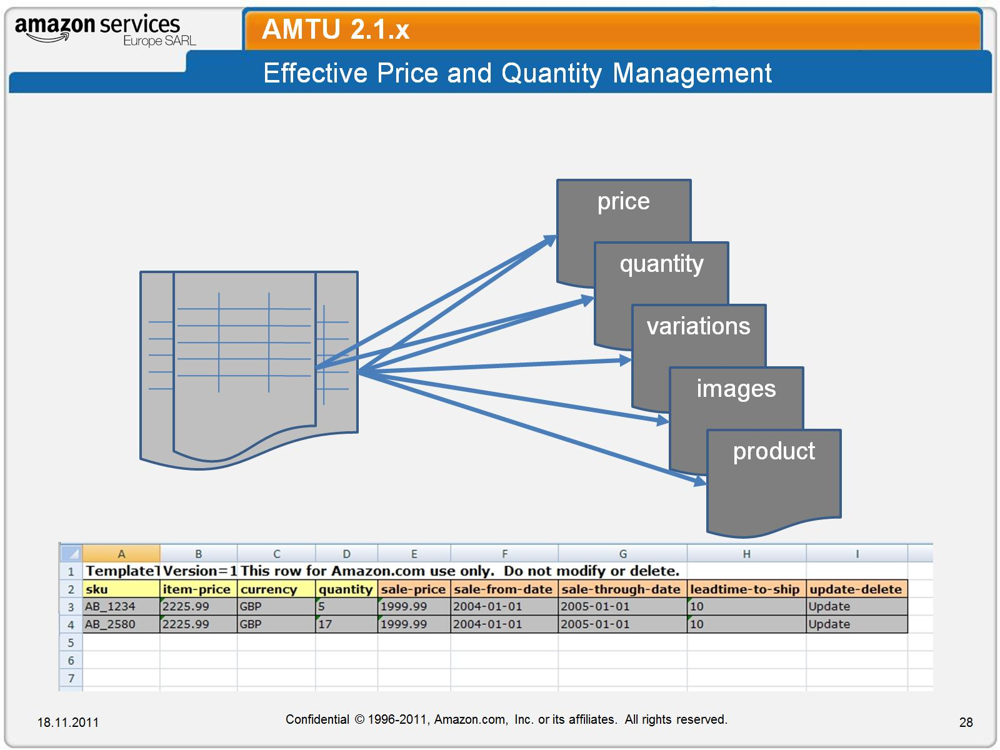 amazon services
Europe SARL
AMTU 2.1.x
Effective Price and Quantity Management
price
quantity
variations
images
product
A B C D E F G H I
1 TemplateT Version=1 This row for Amazon.com use only. Do not modify or delete.
2 sku item-price currency quantity sale-price sale-from-date sale-through-date leadtime-to-ship update-delete
3 AB_1234 2225.99 GBP 5 1999.99 2004-01-01 2005-01-01 10 Update
4 AB_2580 2225.99 GBP 17 1999.99 2004-01-01 2005-01-01 10 Update
5
6
7
18.11.2011 Confidential © 1996-2011, Amazon.com, Inc. or its affiliates. All rights reserved. 28